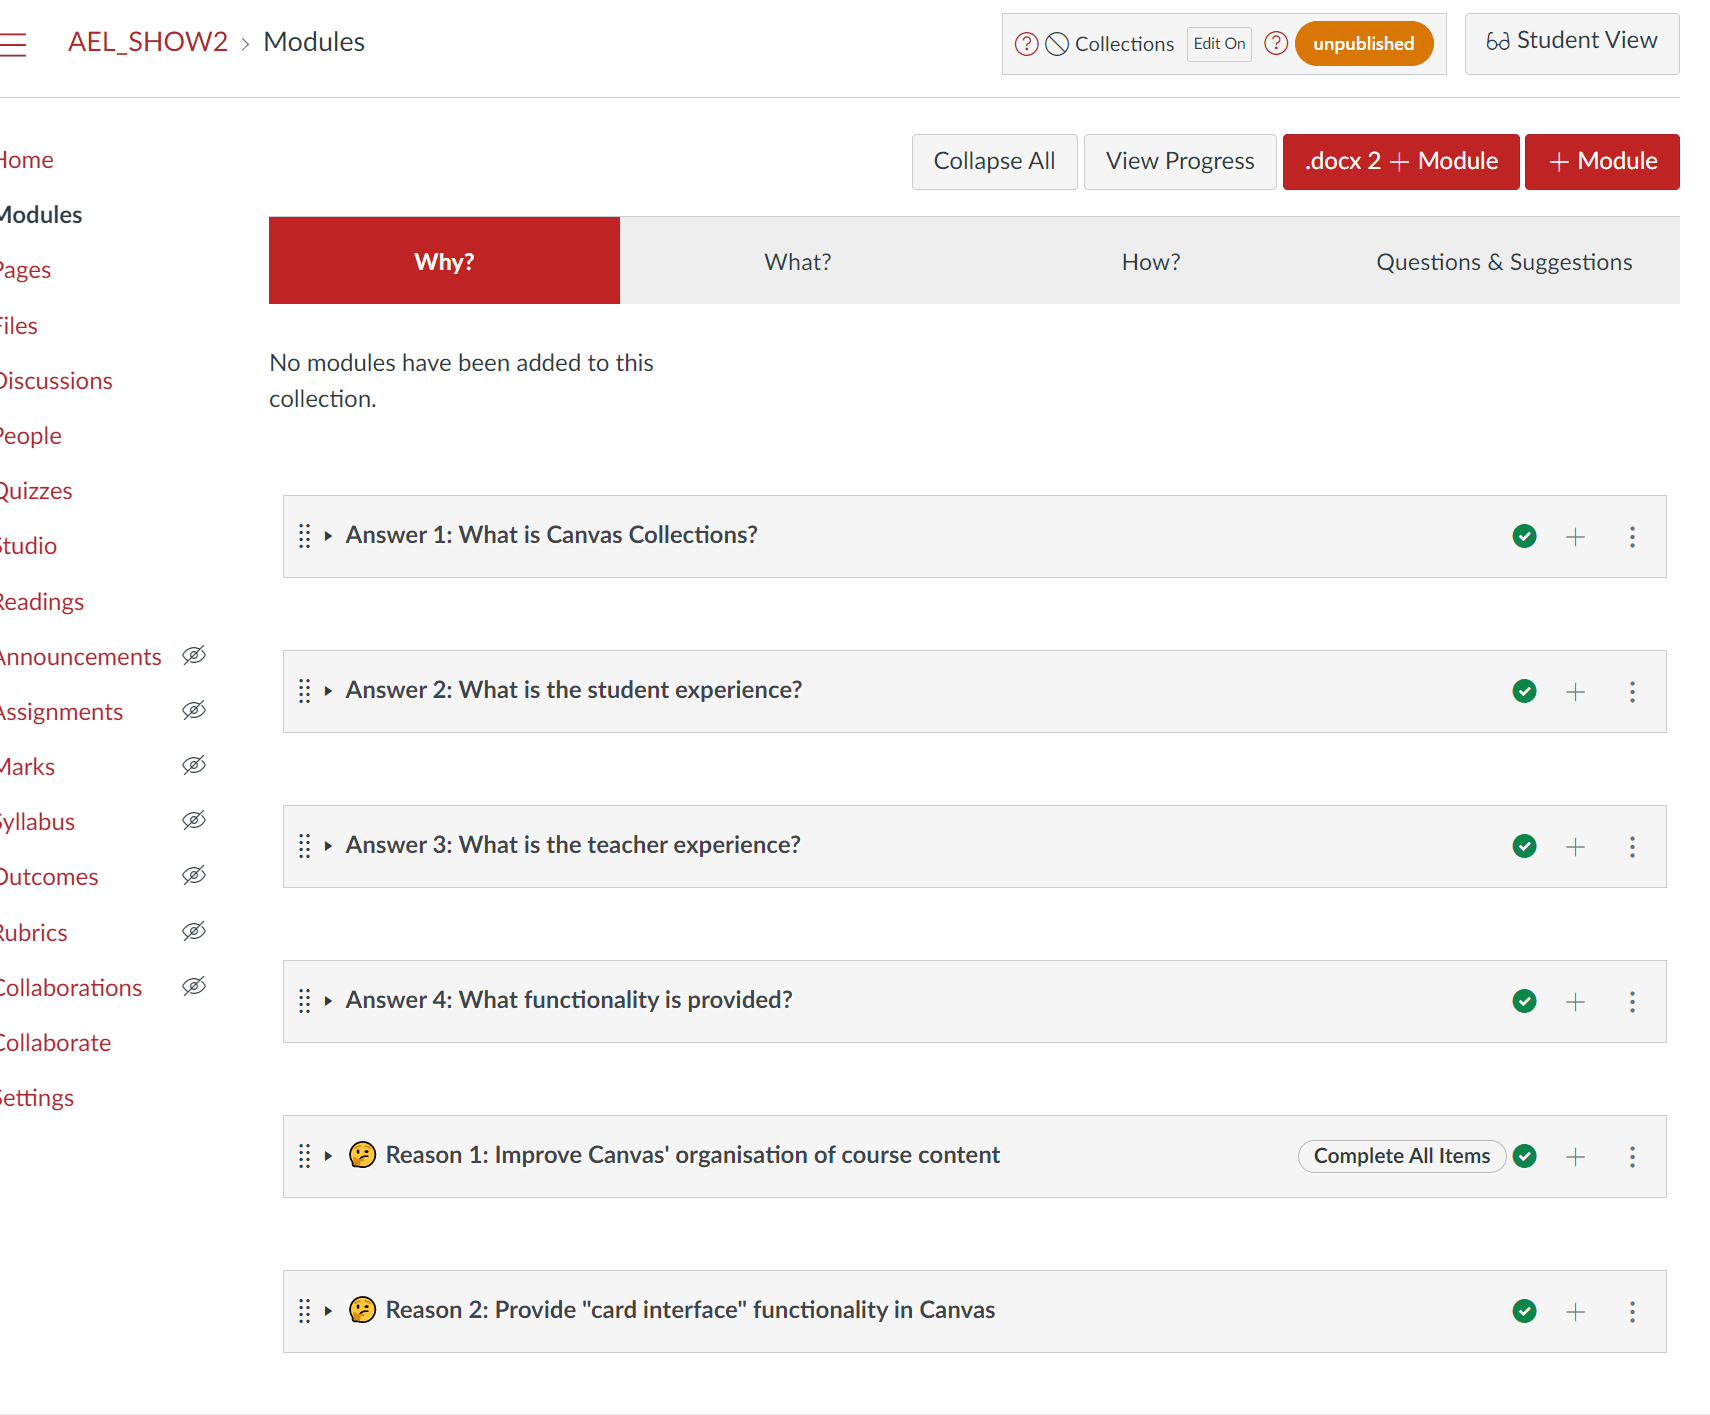 AEL_SHOW2 › Modules
Collections Edit On unpublished
Student View
Collapse All View Progress .docx 2 + Module + Module
Home
Modules
Pages
Files
Discussions
People
Quizzes
Studio
Readings
Announcements
Assignments
Marks
Syllabus
Outcomes
Rubrics
Collaborations
Collaborate
Settings
Why? What? How? Questions & Suggestions
No modules have been added to this
collection.
Answer 1: What is Canvas Collections?
Answer 2: What is the student experience?
Answer 3: What is the teacher experience?
Answer 4: What functionality is provided?
🤔 Reason 1: Improve Canvas' organisation of course content Complete All Items
🤔 Reason 2: Provide "card interface" functionality in Canvas